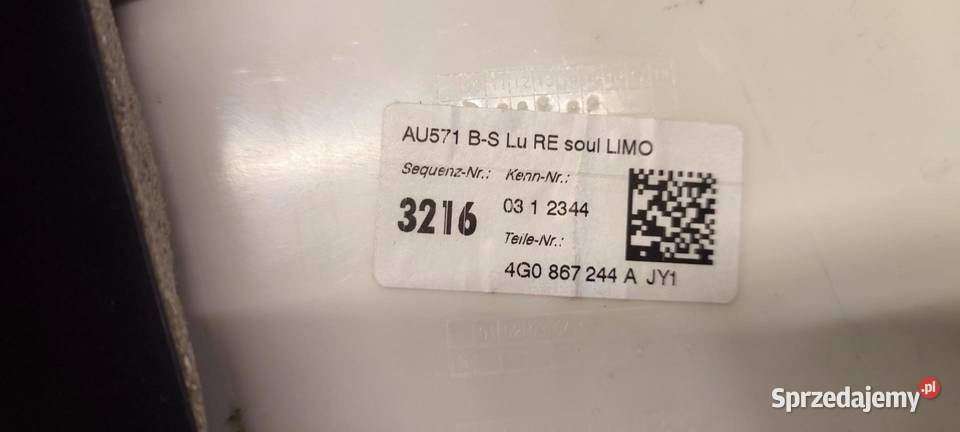 AU571 B-S Lu RE soul LIMO
Sequenz-Nr.: Kenn-Nr.:
3216 03 1 2344
Teile-Nr.:
4G0 867 244 A JY1
Sprzedajemy.pl